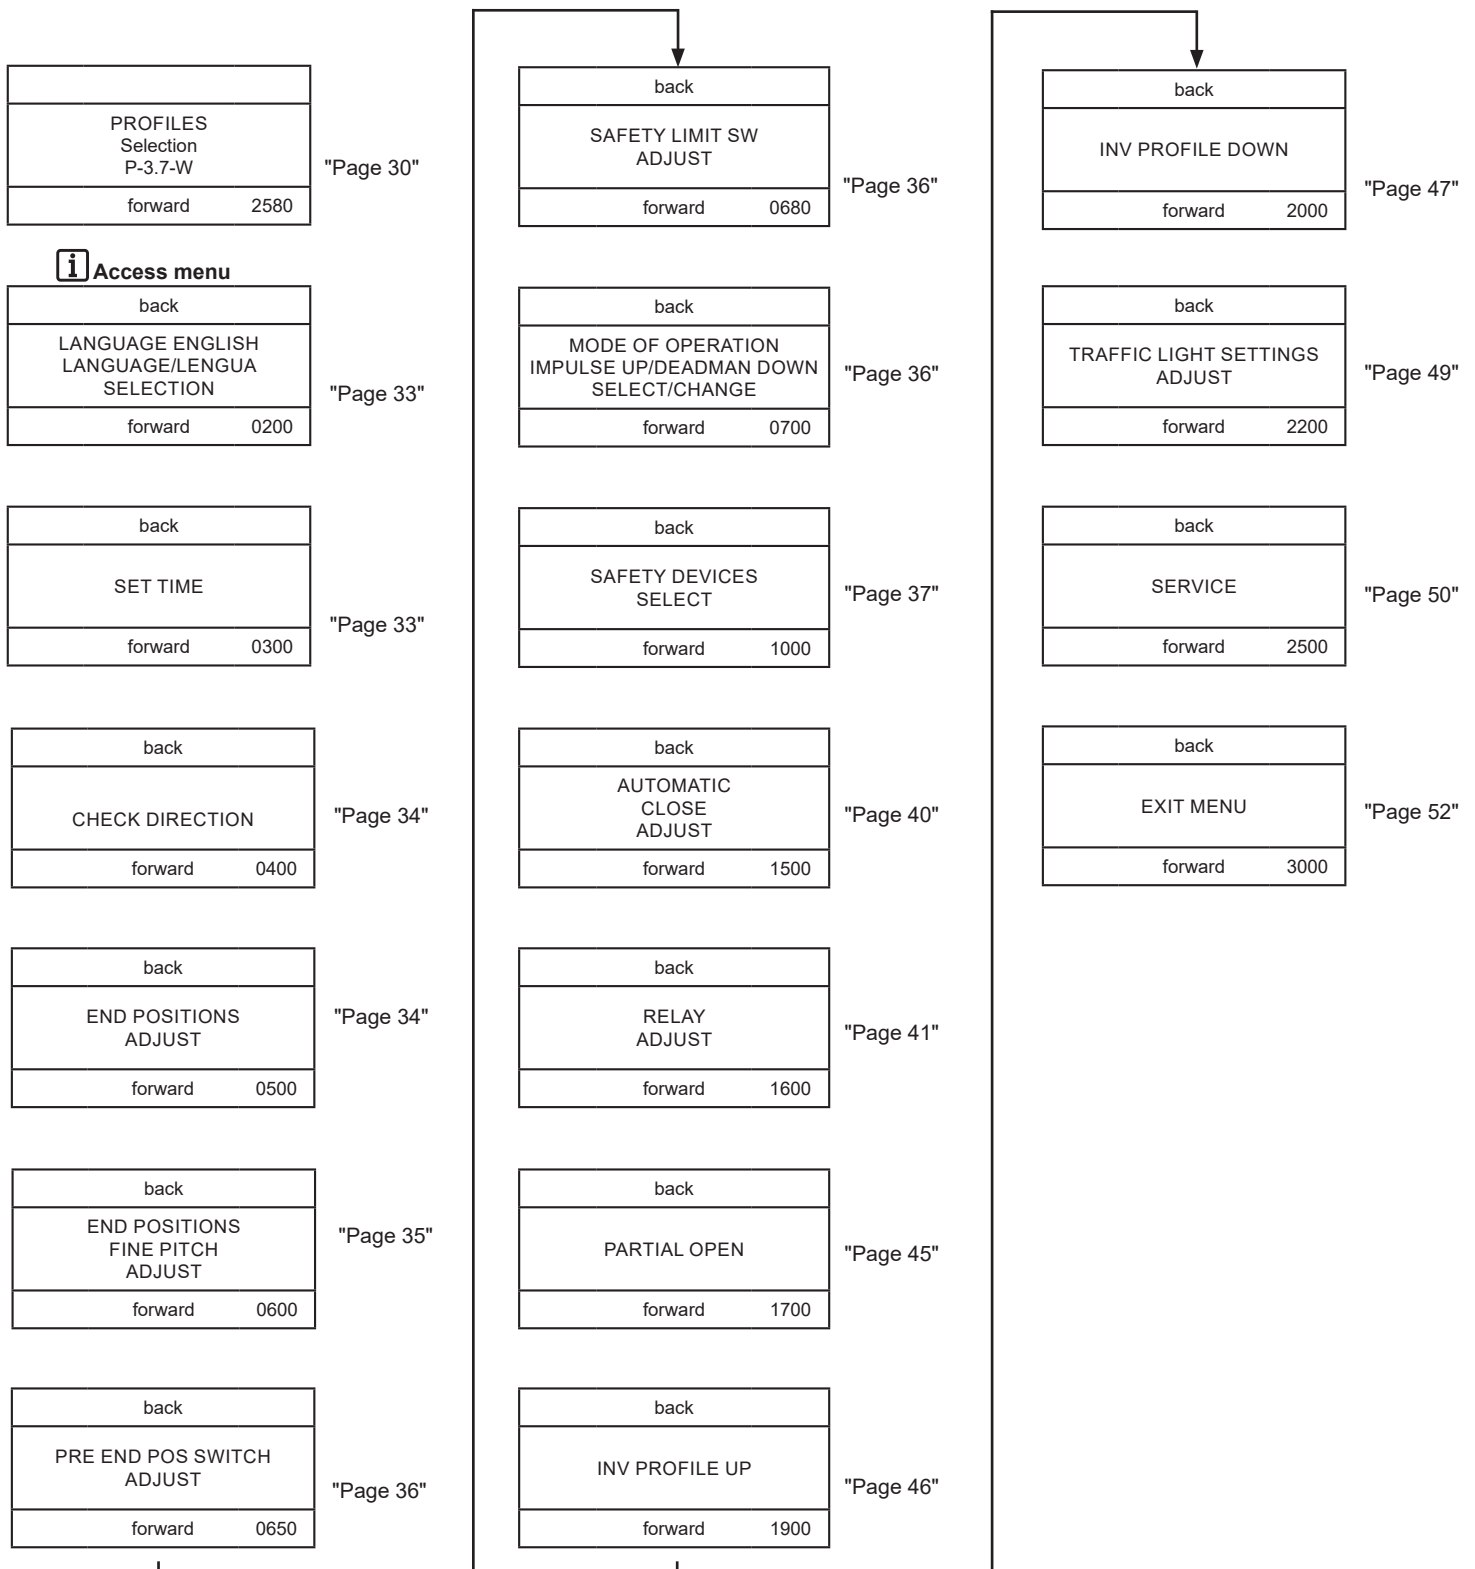 PROFILES
Selection
P-3.7-W
forward 2580
"Page 30"
i Access menu
back
LANGUAGE ENGLISH
LANGUAGE/LENGUA
SELECTION
forward 0200
"Page 33"
back
SET TIME
forward 0300
"Page 33"
back
CHECK DIRECTION
forward 0400
"Page 34"
back
END POSITIONS
ADJUST
forward 0500
"Page 34"
back
END POSITIONS
FINE PITCH
ADJUST
forward 0600
"Page 35"
back
PRE END POS SWITCH
ADJUST
forward 0650
"Page 36"
back
SAFETY LIMIT SW
ADJUST
forward 0680
"Page 36"
back
MODE OF OPERATION
IMPULSE UP/DEADMAN DOWN
SELECT/CHANGE
forward 0700
"Page 36"
back
SAFETY DEVICES
SELECT
forward 1000
"Page 37"
back
AUTOMATIC
CLOSE
ADJUST
forward 1500
"Page 40"
back
RELAY
ADJUST
forward 1600
"Page 41"
back
PARTIAL OPEN
forward 1700
"Page 45"
back
INV PROFILE UP
forward 1900
"Page 46"
back
INV PROFILE DOWN
forward 2000
"Page 47"
back
TRAFFIC LIGHT SETTINGS
ADJUST
forward 2200
"Page 49"
back
SERVICE
forward 2500
"Page 50"
back
EXIT MENU
forward 3000
"Page 52"